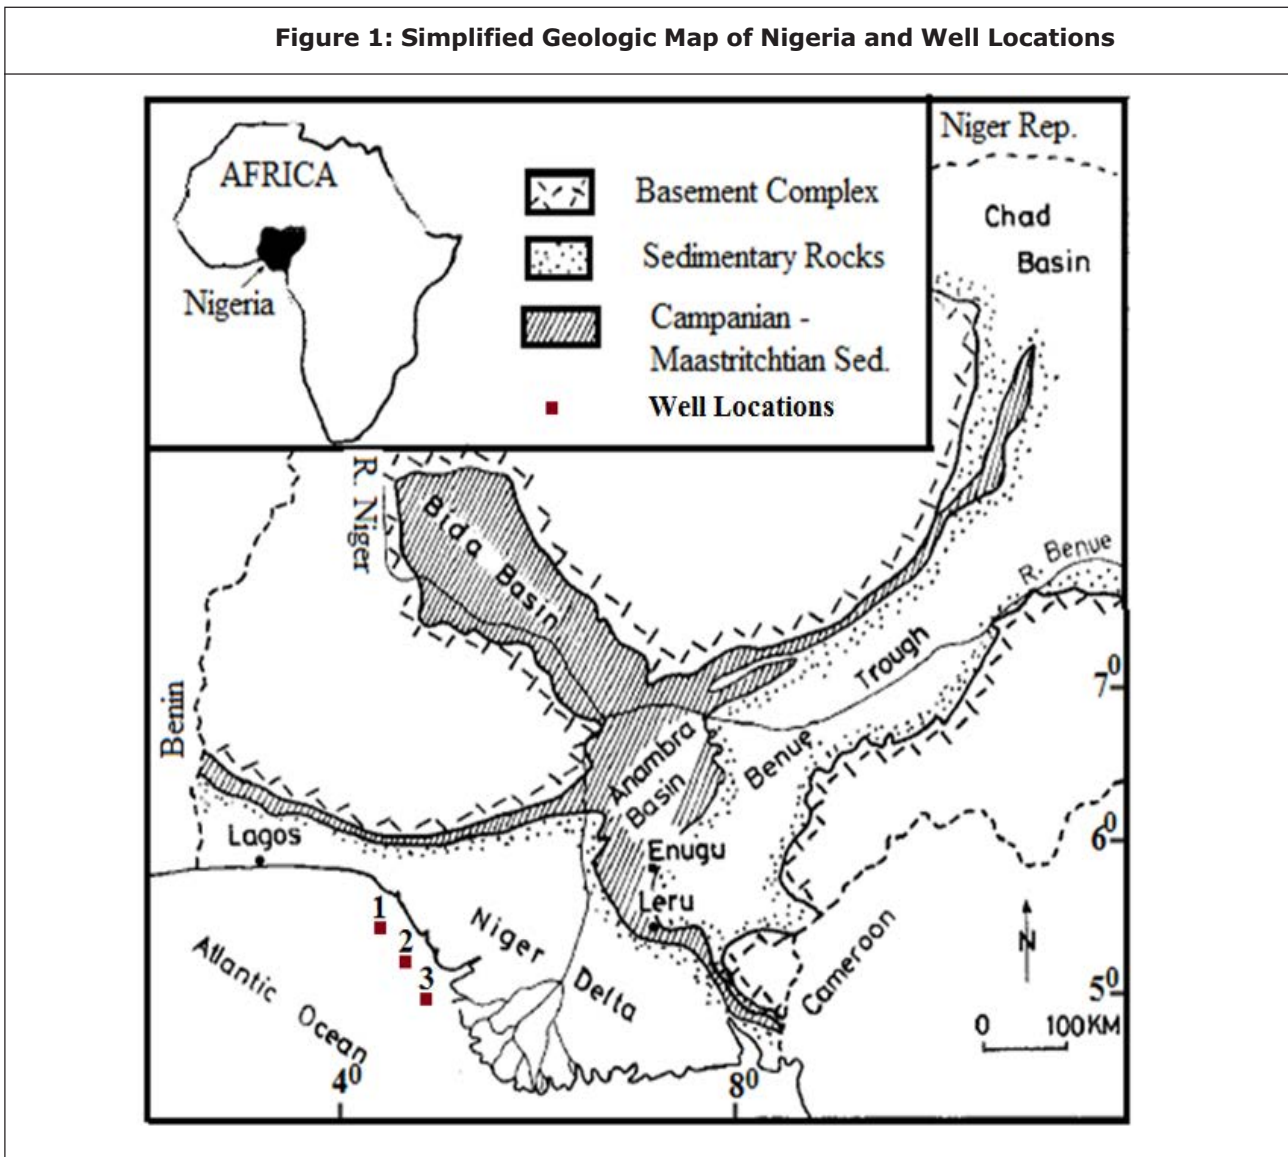 Figure 1: Simplified Geologic Map of Nigeria and Well Locations
AFRICA
Nigeria
Basement Complex
Sedimentary Rocks
Campanian -
Maastritchtian Sed.
Well Locations
Niger Rep.
Chad
Basin
R. Niger
Bida Basin
R. Benue
Trough
Benue
7⁰
Benin
Anambra
Basin
Lagos
6⁰
Enugu
Leru
1
2
3
Niger
Delta
Atlantic Ocean
Cameroon
N
5⁰
0 100KM
4⁰
8⁰